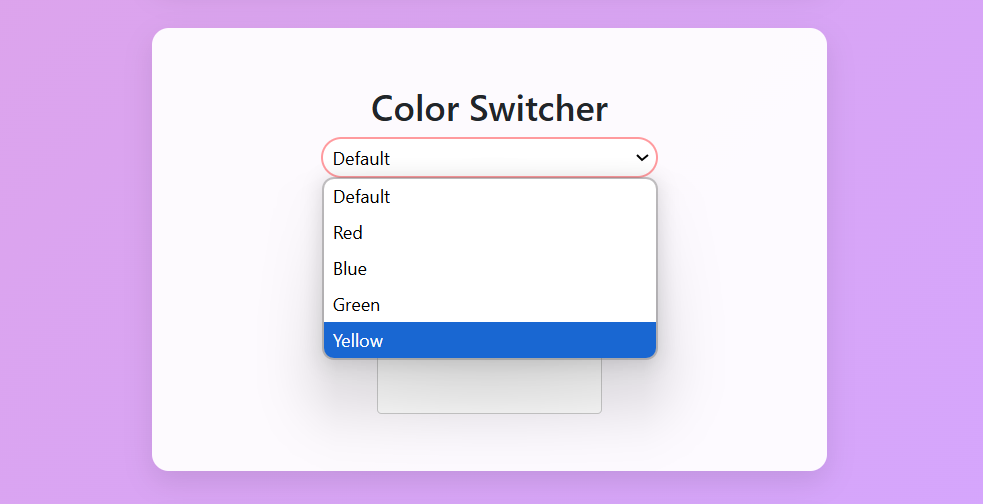 Color Switcher
Default
Default
Red
Blue
Green
Yellow